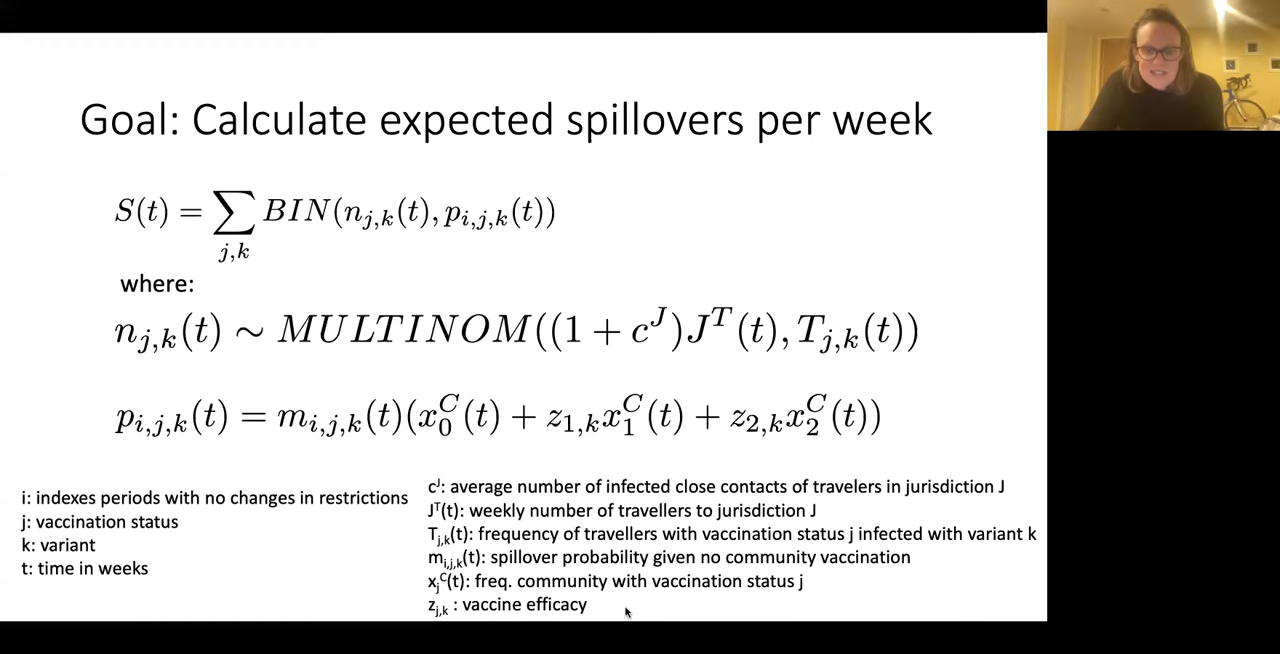 Goal: Calculate expected spillovers per week
S(t) = ∑_{j,k} BIN(n_{j,k}(t), p_{i,j,k}(t))
where:
n_{j,k}(t) ∼ MULTINOM((1 + c^J)J^T(t), T_{j,k}(t))
p_{i,j,k}(t) = m_{i,j,k}(t)(x_0^C(t) + z_{1,k}x_1^C(t) + z_{2,k}x_2^C(t))
i: indexes periods with no changes in restrictions
j: vaccination status
k: variant
t: time in weeks
c^J: average number of infected close contacts of travelers in jurisdiction J
J^T(t): weekly number of travellers to jurisdiction J
T_{j,k}(t): frequency of travellers with vaccination status j infected with variant k
m_{i,j,k}(t): spillover probability given no community vaccination
x_j^C(t): freq. community with vaccination status j
z_{j,k} : vaccine efficacy